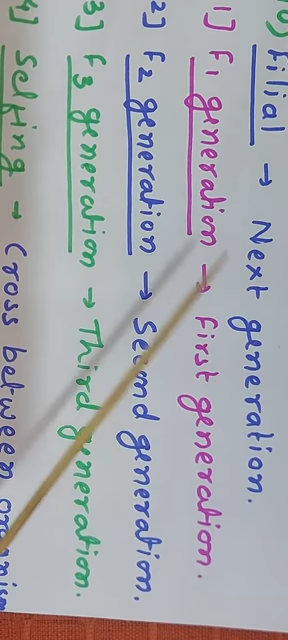 Filial → Next generation.
1] F1 generation → First generation.
2] F2 generation → Second generation.
3] F3 generation → Third generation.
4] Selfing → Cross between